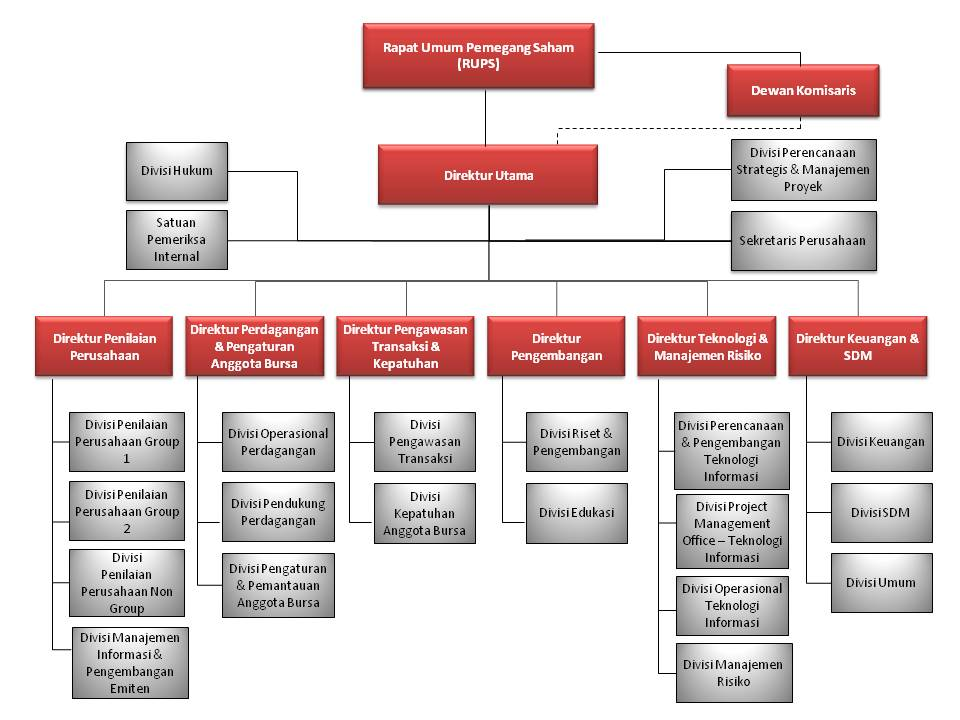 Rapat Umum Pemegang Saham
(RUPS)
Dewan Komisaris
Direktur Utama
Divisi Hukum
Divisi Perencanaan
Strategis & Manajemen
Proyek
Satuan
Pemeriksa
Internal
Sekretaris Perusahaan
Direktur Penilaian
Perusahaan
Direktur Perdagangan
& Pengaturan
Anggota Bursa
Direktur Pengawasan
Transaksi &
Kepatuhan
Direktur
Pengembangan
Direktur Teknologi &
Manajemen Risiko
Direktur Keuangan &
SDM
Divisi Penilaian
Perusahaan Group
1
Divisi Penilaian
Perusahaan Group
2
Divisi
Penilaian
Perusahaan Non
Group
Divisi Manajemen
Informasi &
Pengembangan
Emiten
Divisi Operasional
Perdagangan
Divisi Pendukung
Perdagangan
Divisi Pengaturan
& Pemantauan
Anggota Bursa
Divisi
Pengawasan
Transaksi
Divisi
Kepatuhan
Anggota Bursa
Divisi Riset &
Pengembangan
Divisi Edukasi
Divisi Perencanaan
& Pengembangan
Teknologi
Informasi
Divisi Project
Management
Office – Teknologi
Informasi
Divisi Operasional
Teknologi
Informasi
Divisi Manajemen
Risiko
Divisi Keuangan
Divisi SDM
Divisi Umum